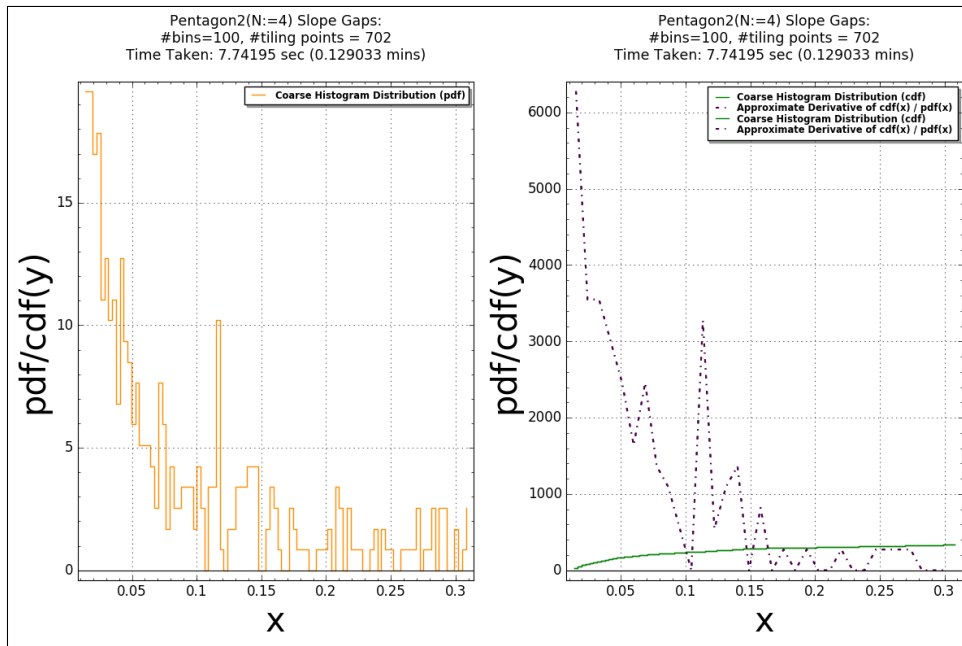 Pentagon2(N:=4) Slope Gaps:
#bins=100, #tiling points = 702
Time Taken: 7.74195 sec (0.129033 mins)
Coarse Histogram Distribution (pdf)
15
10
5
0
pdf/cdf(y)
0.05
0.1
0.15
0.2
0.25
0.3
x
Pentagon2(N:=4) Slope Gaps:
#bins=100, #tiling points = 702
Time Taken: 7.74195 sec (0.129033 mins)
Coarse Histogram Distribution (cdf)
Approximate Derivative of cdf(x) / pdf(x)
Coarse Histogram Distribution (cdf)
Approximate Derivative of cdf(x) / pdf(x)
6000
5000
4000
3000
2000
1000
0
pdf/cdf(y)
0.05
0.1
0.15
0.2
0.25
0.3
x